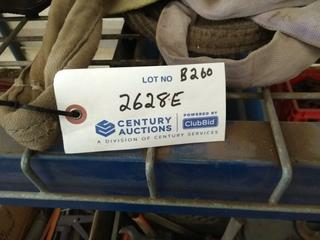 LOT NO B260
2628E
CENTURY AUCTIONS POWERED BY ClubBid
A DIVISION OF CENTURY SERVICES